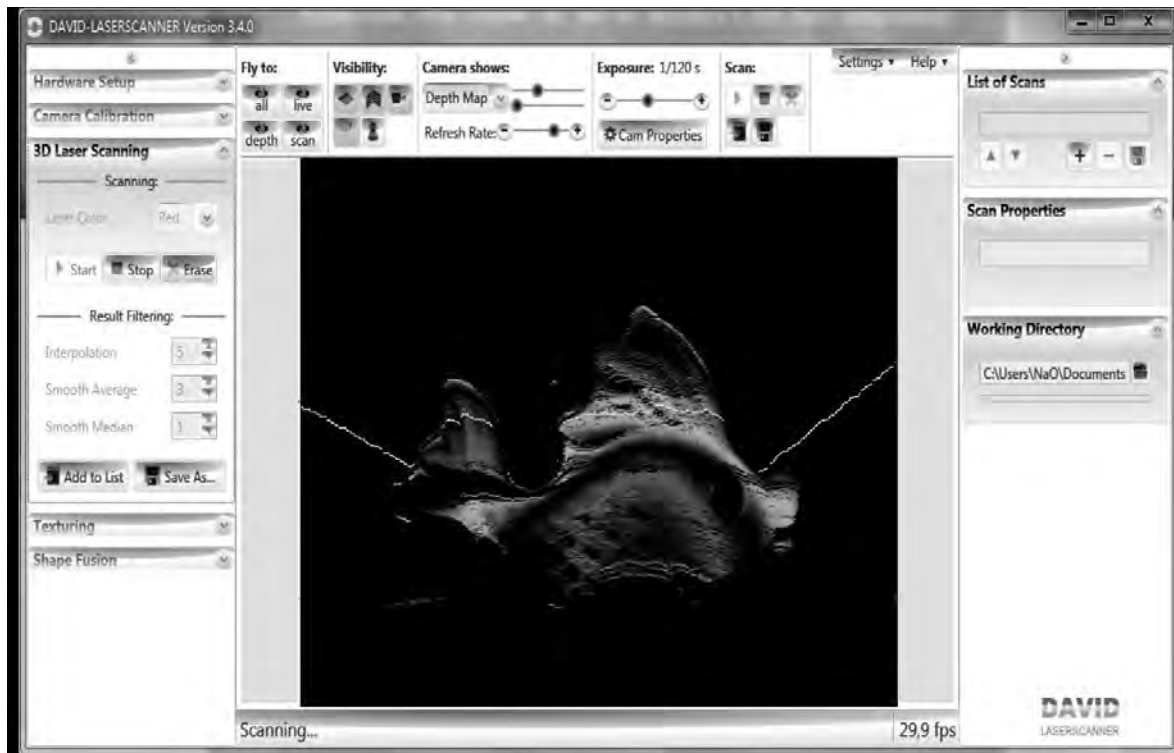 DAVID-LASERSCANNER Version 3.4.0
Hardware Setup
Camera Calibration
3D Laser Scanning
Scanning:
Laser Color Red
Start Stop Erase
Result Filtering:
Interpolation 5
Smooth Average 3
Smooth Median 1
Add to List Save As...
Texturing
Shape Fusion
Fly to:
all live
depth scan
Visibility:
Camera shows:
Depth Map
Refresh Rate:
Exposure: 1/120 s
Cam Properties
Scan:
Settings Help
List of Scans
Scan Properties
Working Directory
C:\Users\NaO\Documents
DAVID
LASERSCANNER
Scanning... 29,9 fps